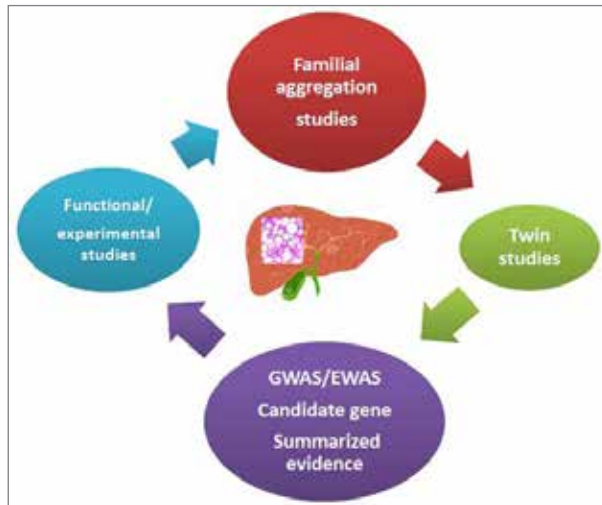 Familial
aggregation
studies
Functional/
experimental
studies
Twin
studies
GWAS/EWAS
Candidate gene
Summarized
evidence